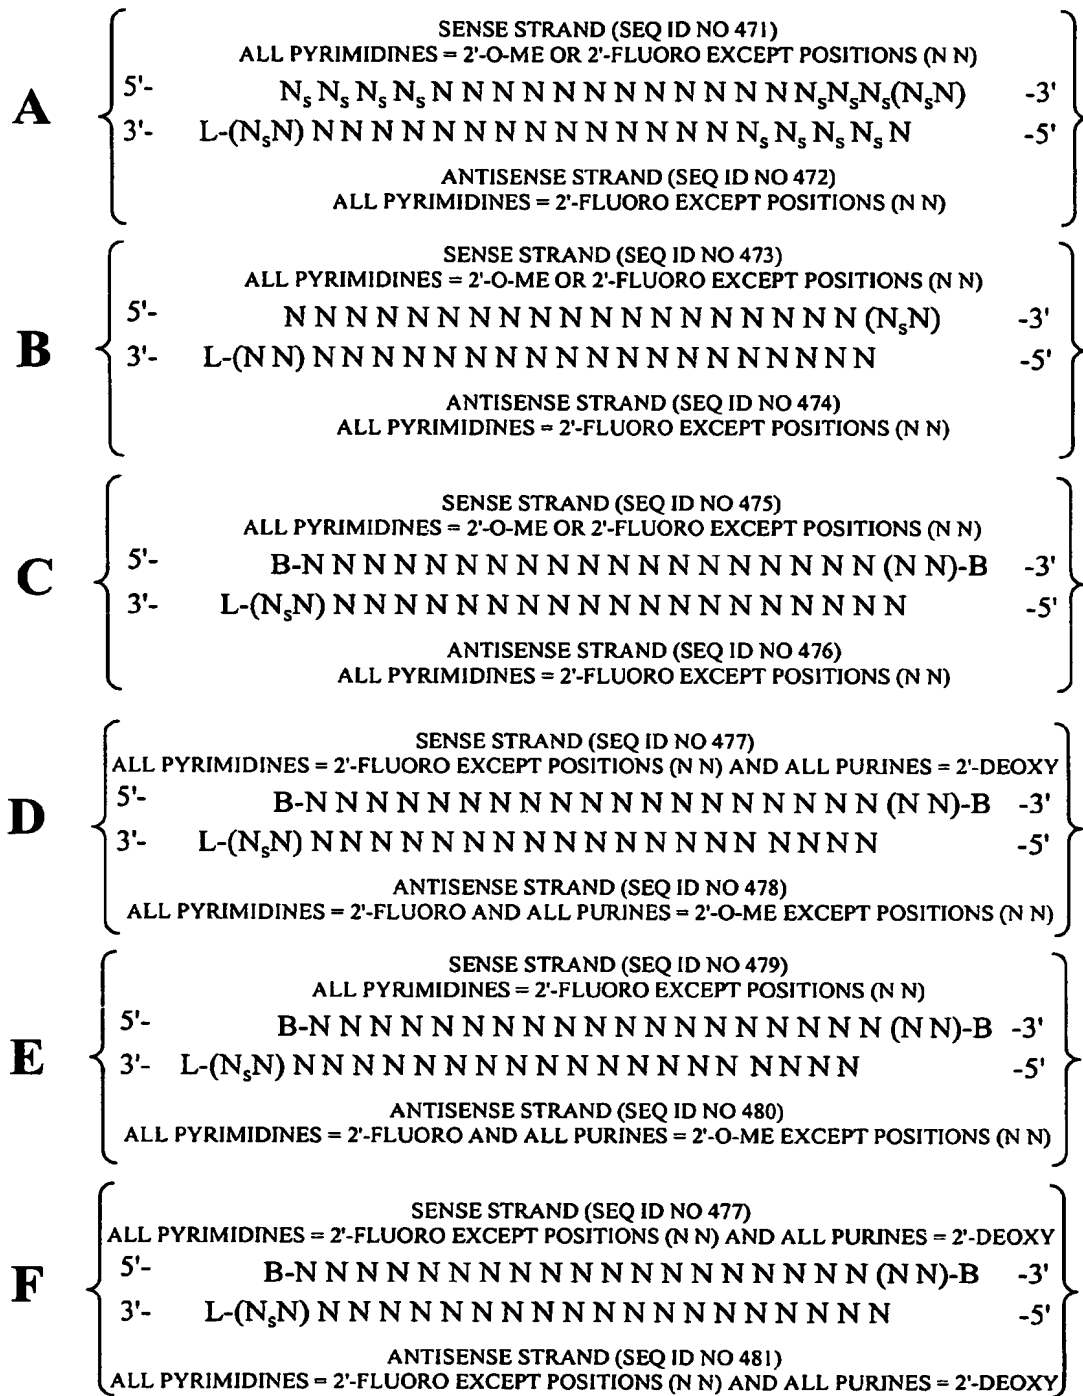 A
SENSE STRAND (SEQ ID NO 471)
ALL PYRIMIDINES = 2'-O-ME OR 2'-FLUORO EXCEPT POSITIONS (N N)
5'- NₛNₛNₛNₛN N N N N N N N N N N N NₛNₛNₛ(NₛN) -3'
3'- L-(NₛN) N N N N N N N N N N N N N N Nₛ Nₛ Nₛ Nₛ N -5'
ANTISENSE STRAND (SEQ ID NO 472)
ALL PYRIMIDINES = 2'-FLUORO EXCEPT POSITIONS (N N)
B
SENSE STRAND (SEQ ID NO 473)
ALL PYRIMIDINES = 2'-O-ME OR 2'-FLUORO EXCEPT POSITIONS (N N)
5'- N N N N N N N N N N N N N N N N N N N (NₛN) -3'
3'- L-(N N) N N N N N N N N N N N N N N N N N N N -5'
ANTISENSE STRAND (SEQ ID NO 474)
ALL PYRIMIDINES = 2'-FLUORO EXCEPT POSITIONS (N N)
C
SENSE STRAND (SEQ ID NO 475)
ALL PYRIMIDINES = 2'-O-ME OR 2'-FLUORO EXCEPT POSITIONS (N N)
5'- B-N N N N N N N N N N N N N N N N N N N (N N)-B -3'
3'- L-(NₛN) N N N N N N N N N N N N N N N N N N N -5'
ANTISENSE STRAND (SEQ ID NO 476)
ALL PYRIMIDINES = 2'-FLUORO EXCEPT POSITIONS (N N)
D
SENSE STRAND (SEQ ID NO 477)
ALL PYRIMIDINES = 2'-FLUORO EXCEPT POSITIONS (N N) AND ALL PURINES = 2'-DEOXY
5'- B-N N N N N N N N N N N N N N N N N N N (N N)-B -3'
3'- L-(NₛN) N N N N N N N N N N N N N N N N N N N -5'
ANTISENSE STRAND (SEQ ID NO 478)
ALL PYRIMIDINES = 2'-FLUORO AND ALL PURINES = 2'-O-ME EXCEPT POSITIONS (N N)
E
SENSE STRAND (SEQ ID NO 479)
ALL PYRIMIDINES = 2'-FLUORO EXCEPT POSITIONS (N N)
5'- B-N N N N N N N N N N N N N N N N N N N (N N)-B -3'
3'- L-(NₛN) N N N N N N N N N N N N N N N N N N N -5'
ANTISENSE STRAND (SEQ ID NO 480)
ALL PYRIMIDINES = 2'-FLUORO AND ALL PURINES = 2'-O-ME EXCEPT POSITIONS (N N)
F
SENSE STRAND (SEQ ID NO 477)
ALL PYRIMIDINES = 2'-FLUORO EXCEPT POSITIONS (N N) AND ALL PURINES = 2'-DEOXY
5'- B-N N N N N N N N N N N N N N N N N N N (N N)-B -3'
3'- L-(NₛN) N N N N N N N N N N N N N N N N N N N -5'
ANTISENSE STRAND (SEQ ID NO 481)
ALL PYRIMIDINES = 2'-FLUORO EXCEPT POSITIONS (N N) AND ALL PURINES = 2'-DEOXY